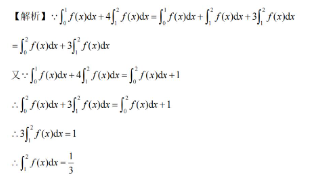 【解析】∵∫₀¹ f(x)dx+4∫₁² f(x)dx=∫₀¹ f(x)dx+∫₁² f(x)dx+3∫₁² f(x)dx
=∫₀² f(x)dx+3∫₁² f(x)dx
又∵∫₀¹ f(x)dx+4∫₁² f(x)dx=∫₀² f(x)dx+1
∴∫₀² f(x)dx+3∫₁² f(x)dx=∫₀² f(x)dx+1
∴3∫₁² f(x)dx=1
∴∫₁² f(x)dx=1/3